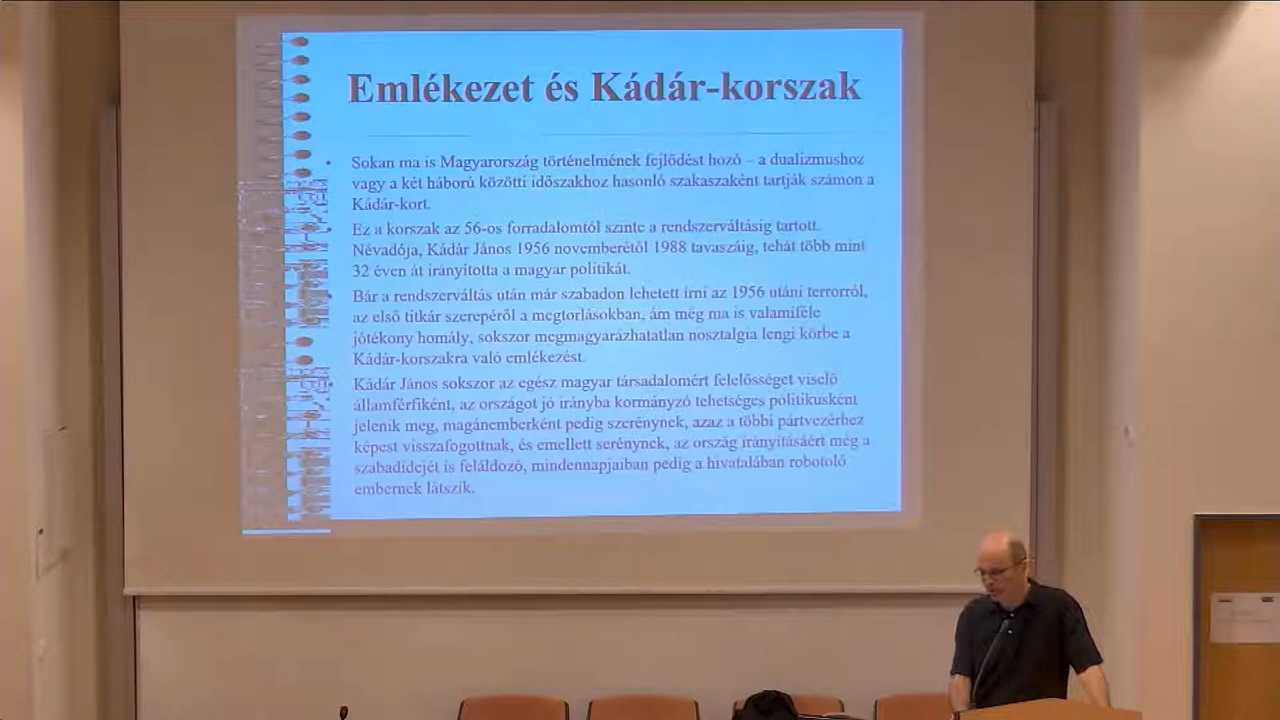 Emlékezet és Kádár-korszak
• Sokan ma is Magyarország történelmének fejlődést hozó – a dualizmushoz
vagy a két háború közötti időszakhoz hasonló szakaszaként tartják számon a
Kádár-kort.
• Ez a korszak az 56-os forradalomtól szinte a rendszerváltásig tartott.
Névadója, Kádár János 1956 novemberétől 1988 tavaszáig, tehát több mint
32 éven át irányította a magyar politikát.
• Bár a rendszerváltás után már szabadon lehetett írni az 1956 utáni terrorról,
az első titkár szerepéről a megtorlásokban, ám még ma is valamiféle
jótékony homály, sokszor megmagyarázhatatlan nosztalgia lengi körbe a
Kádár-korszakra való emlékezést.
• Kádár János sokszor az egész magyar társadalomért felelősséget viselő
államférfiként, az országot jó irányba kormányzó tehetséges politikusként
jelenik meg, magánemberként pedig szerénynek, azaz a többi pártvezérhez
képest visszafogottnak, és emellett serénynek, az ország irányításáért még a
szabadidejét is feláldozó, mindennapjaiban pedig a hivatalában robotoló
embernek látszik.